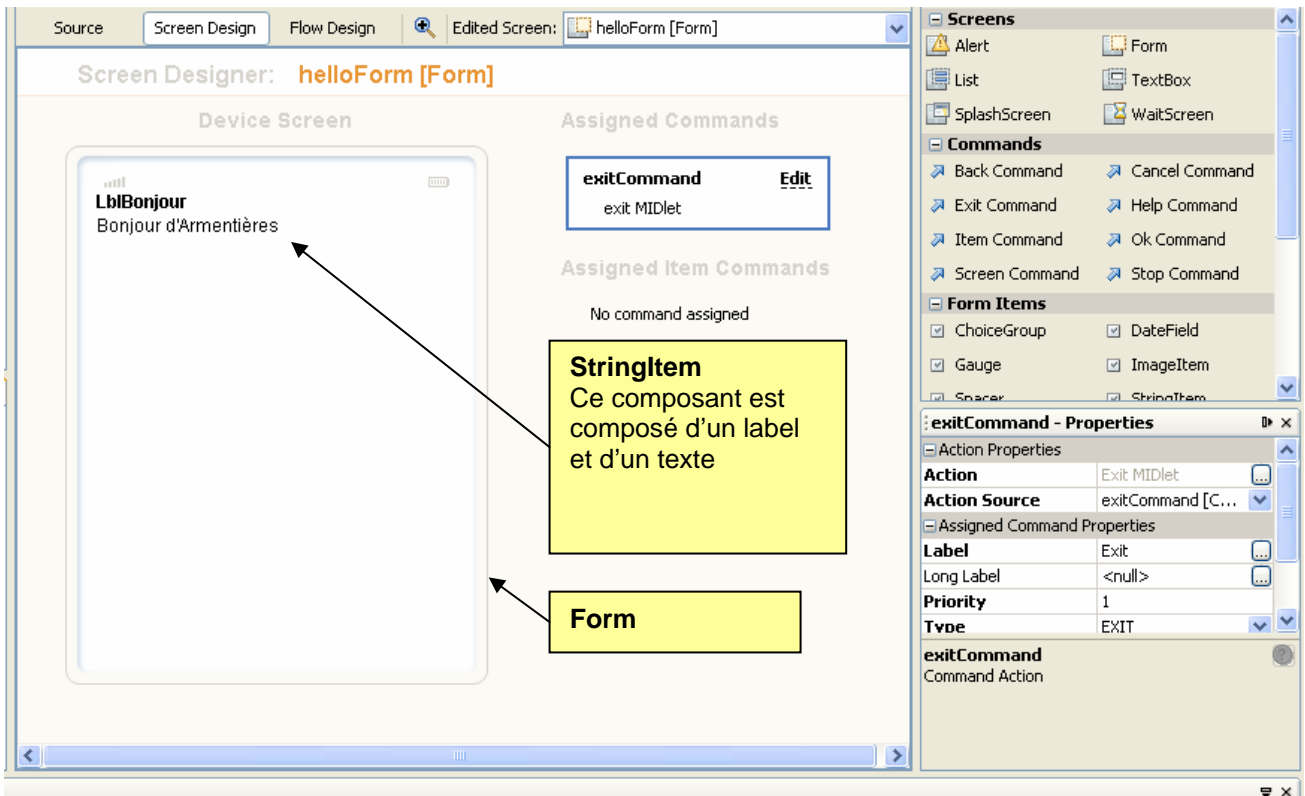 Source Screen Design Flow Design Edited Screen: helloForm [Form]
Screen Designer: helloForm [Form]
Device Screen
LblBonjour
Bonjour d'Armentières
Assigned Commands
exitCommand Edit
exit MIDlet
Assigned Item Commands
No command assigned
StringItem
Ce composant est
composé d’un label
et d’un texte
Form
Screens
Alert Form
List TextBox
SplashScreen WaitScreen
Commands
Back Command Cancel Command
Exit Command Help Command
Item Command Ok Command
Screen Command Stop Command
Form Items
ChoiceGroup DateField
Gauge ImageItem
Spacer StringItem
exitCommand - Properties
Action Properties
Action Exit MIDlet ...
Action Source exitCommand [C...
Assigned Command Properties
Label Exit ...
Long Label <null> ...
Priority 1
Type EXIT
exitCommand
Command Action